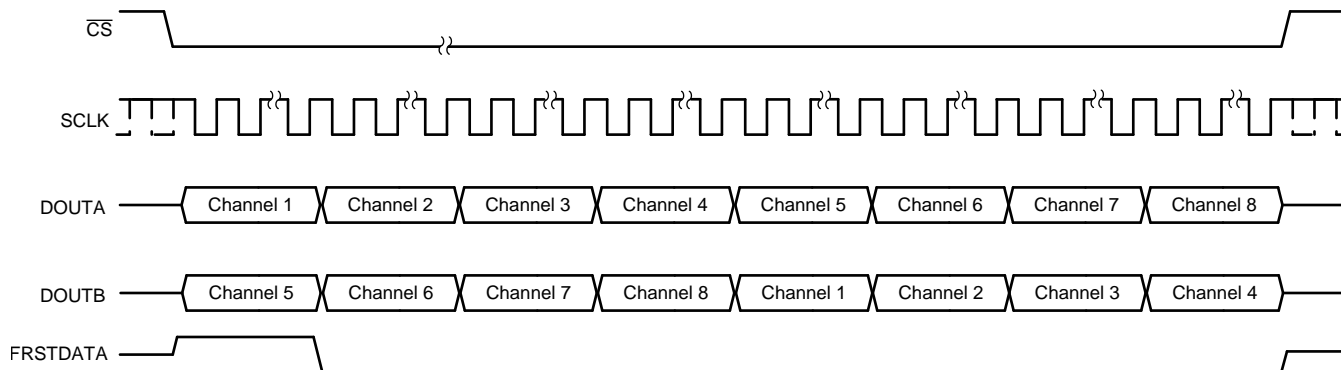 C̅S̅
SCLK
DOUTA Channel 1 Channel 2 Channel 3 Channel 4 Channel 5 Channel 6 Channel 7 Channel 8
DOUTB Channel 5 Channel 6 Channel 7 Channel 8 Channel 1 Channel 2 Channel 3 Channel 4
FRSTDATA